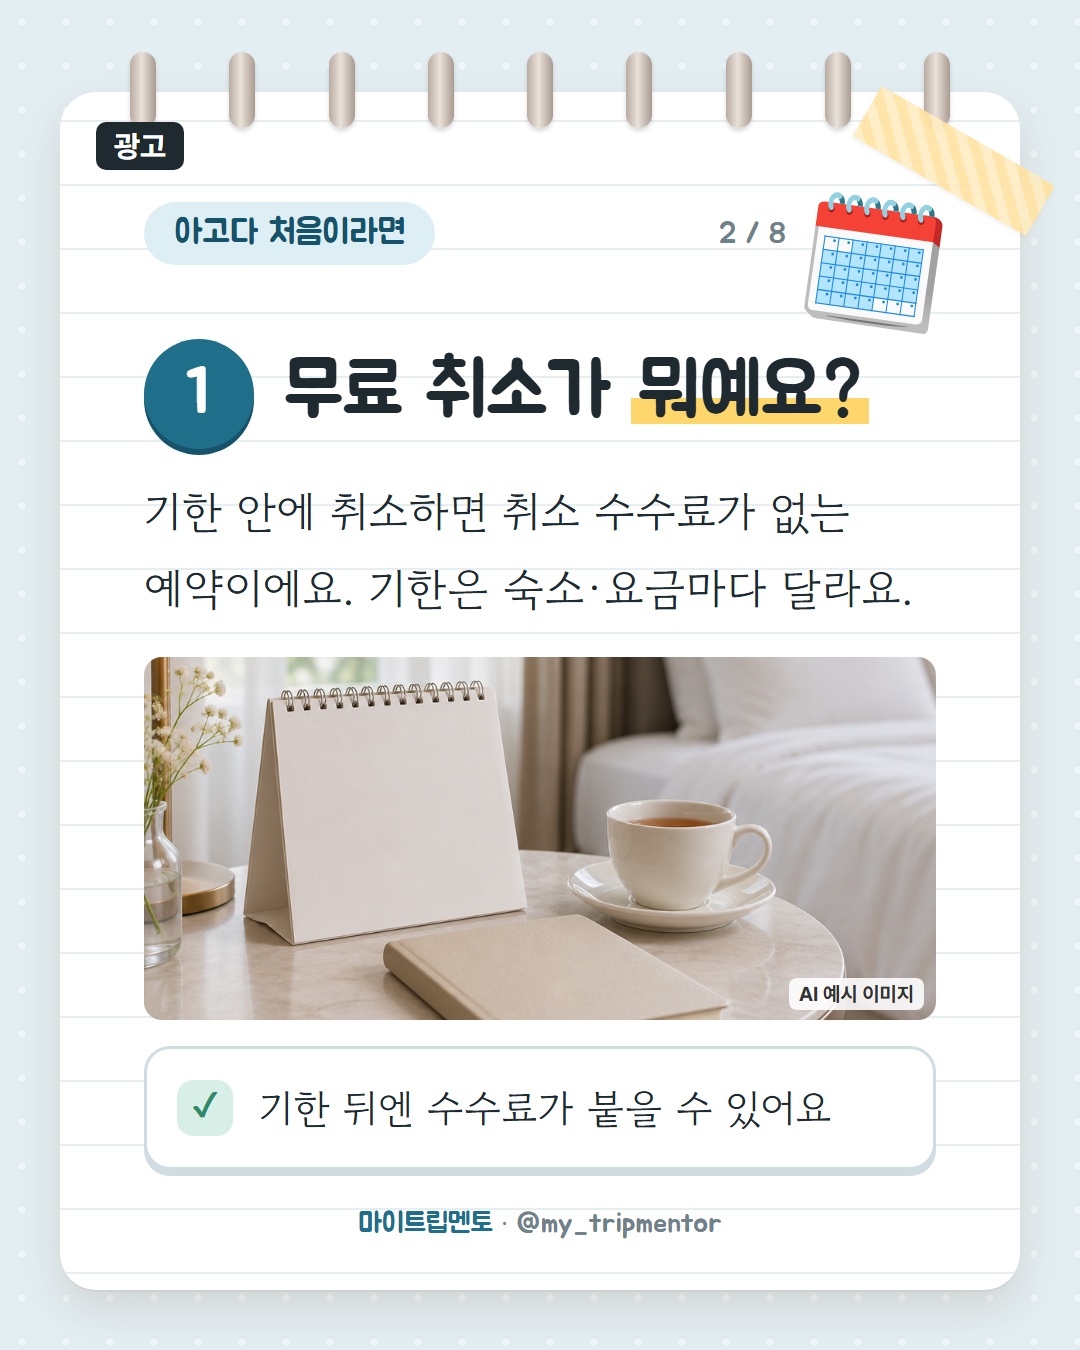 광고
아고다 처음이라면
2 / 8
1 무료 취소가 뭐예요?
기한 안에 취소하면 취소 수수료가 없는
예약이에요. 기한은 숙소·요금마다 달라요.
AI 예시 이미지
✓ 기한 뒤엔 수수료가 붙을 수 있어요
마이트립멘토 · @my_tripmentor